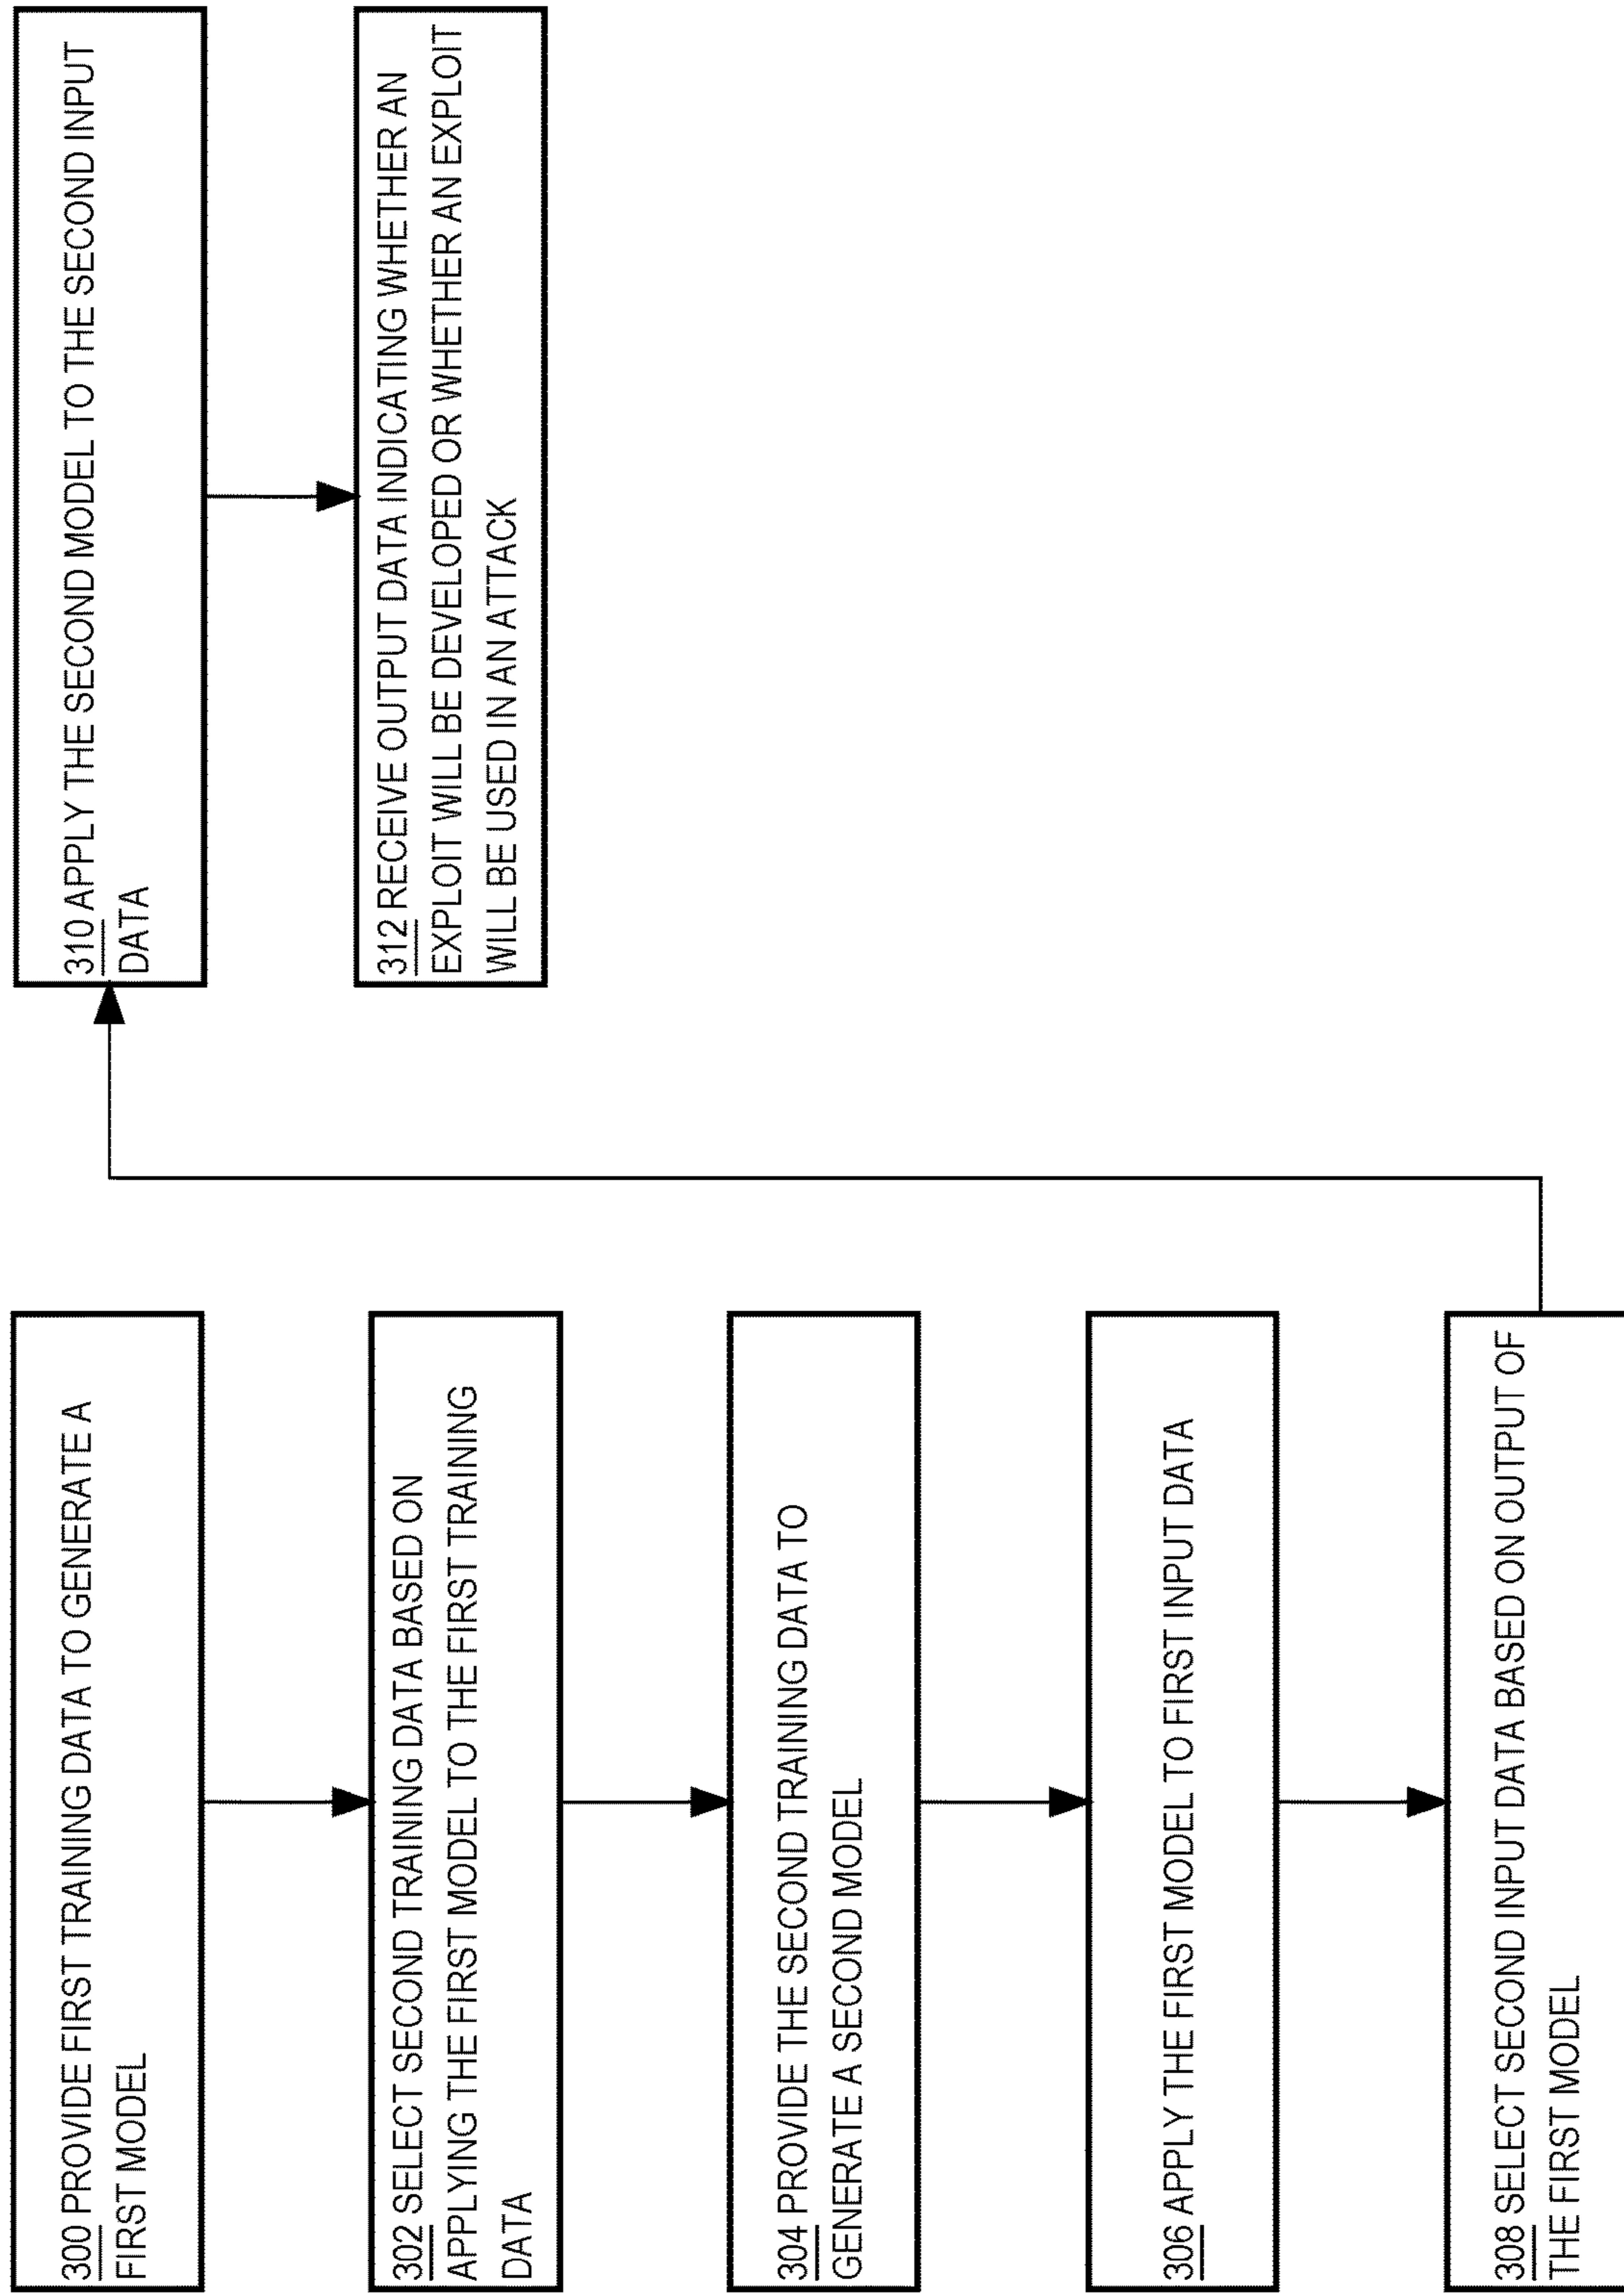 300 PROVIDE FIRST TRAINING DATA TO GENERATE A
FIRST MODEL
302 SELECT SECOND TRAINING DATA BASED ON
APPLYING THE FIRST MODEL TO THE FIRST TRAINING
DATA
304 PROVIDE THE SECOND TRAINING DATA TO
GENERATE A SECOND MODEL
306 APPLY THE FIRST MODEL TO FIRST INPUT DATA
308 SELECT SECOND INPUT DATA BASED ON OUTPUT OF
THE FIRST MODEL
310 APPLY THE SECOND MODEL TO THE SECOND INPUT
DATA
312 RECEIVE OUTPUT DATA INDICATING WHETHER AN
EXPLOIT WILL BE DEVELOPED OR WHETHER AN EXPLOIT
WILL BE USED IN AN ATTACK